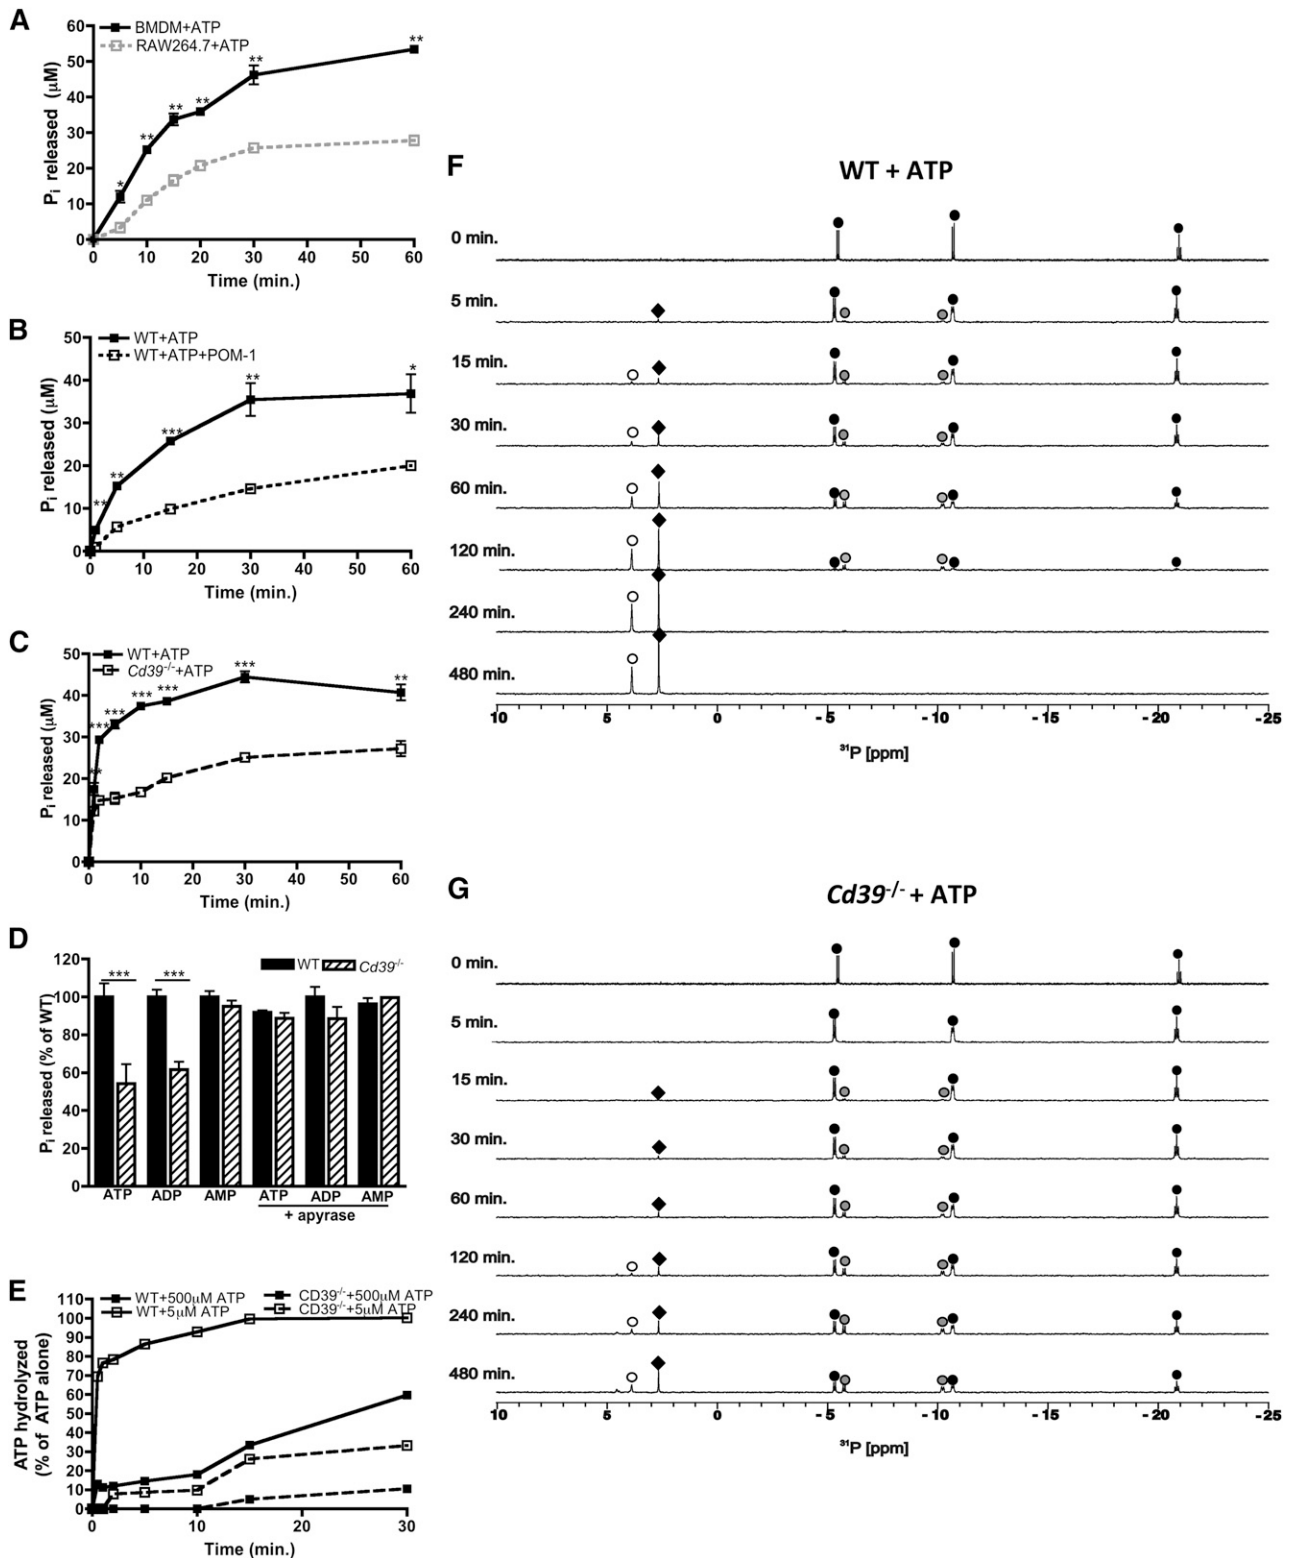 A
BMDM+ATP
RAW264.7+ATP
Pi released (μM)
60
50
40
30
20
10
0
** ** ** ** ** *
0 10 20 30 40 50 60
Time (min.)
B
WT+ATP
WT+ATP+POM-1
Pi released (μM)
50
40
30
20
10
0
** ** *** ** *
0 10 20 30 40 50 60
Time (min.)
C
WT+ATP
Cd39-/-+ATP
Pi released (μM)
50
40
30
20
10
0
** *** *** *** *** *** **
0 10 20 30 40 50 60
Time (min.)
D
WT Cd39-/-
Pi released (% of WT)
120
100
80
60
40
20
0
*** ***
ATP ADP AMP ATP ADP AMP
+ apyrase
E
WT+500μM ATP
WT+5μM ATP
CD39-/-+500μM ATP
CD39-/-+5μM ATP
ATP hydrolyzed
(% of ATP alone)
110
100
90
80
70
60
50
40
30
20
10
0
0 10 20 30
Time (min.)
F
WT + ATP
0 min.
5 min.
15 min.
30 min.
60 min.
120 min.
240 min.
480 min.
10 5 0 -5 -10 -15 -20 -25
31P [ppm]
G
Cd39-/- + ATP
0 min.
5 min.
15 min.
30 min.
60 min.
120 min.
240 min.
480 min.
10 5 0 -5 -10 -15 -20 -25
31P [ppm]